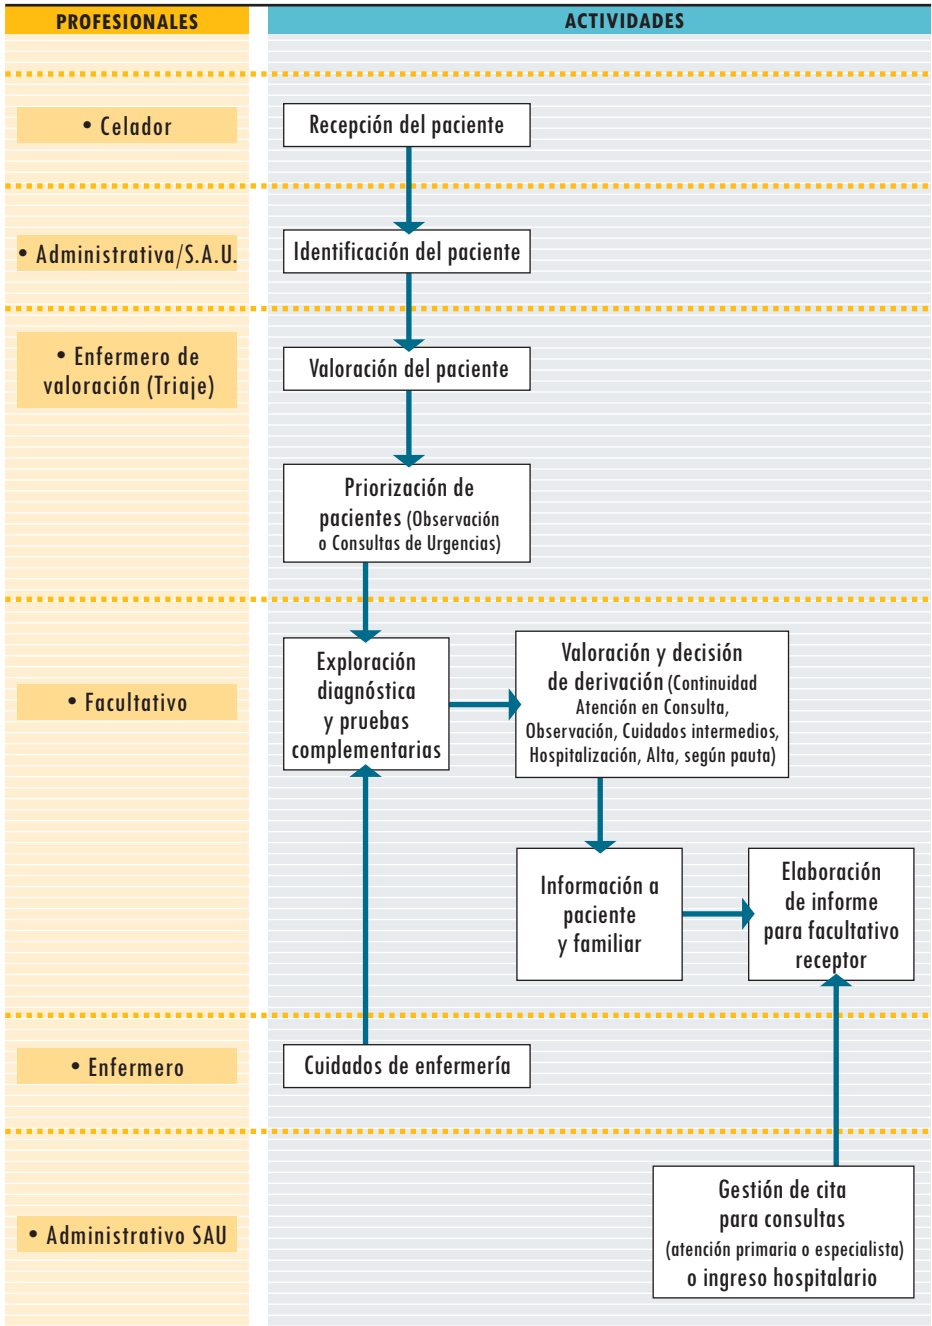 PROFESIONALES
ACTIVIDADES
• Celador
Recepción del paciente
• Administrativa/S.A.U.
Identificación del paciente
• Enfermero de
valoración (Triaje)
Valoración del paciente
Priorización de
pacientes (Observación
o Consultas de Urgencias)
• Facultativo
Exploración
diagnóstica
y pruebas
complementarias
Valoración y decisión
de derivación (Continuidad
Atención en Consulta,
Observación, Cuidados intermedios,
Hospitalización, Alta, según pauta)
Información a
paciente
y familiar
Elaboración
de informe
para facultativo
receptor
• Enfermero
Cuidados de enfermería
• Administrativo SAU
Gestión de cita
para consultas
(atención primaria o especialista)
o ingreso hospitalario